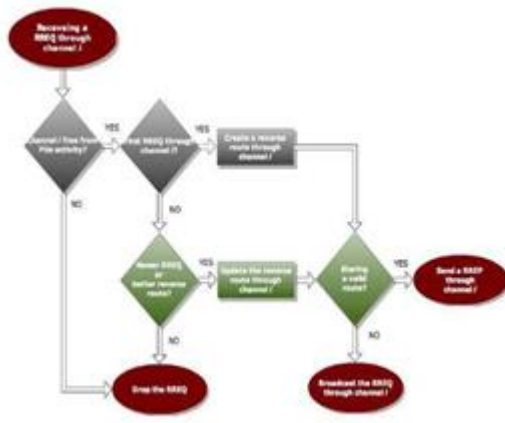 Receiving a
RREQ through
channel i
Channel i free from
PUs activity?
YES
First RREQ through
channel i?
YES
Create a reverse
route through
channel i
NO
NO
Newer RREQ
or
better reverse
route?
YES
Update the reverse
route through
channel i
Sharing
a valid
route?
YES
Send a RREP
through
channel i
NO
NO
Drop the RREQ
Broadcast the RREQ
through channel i